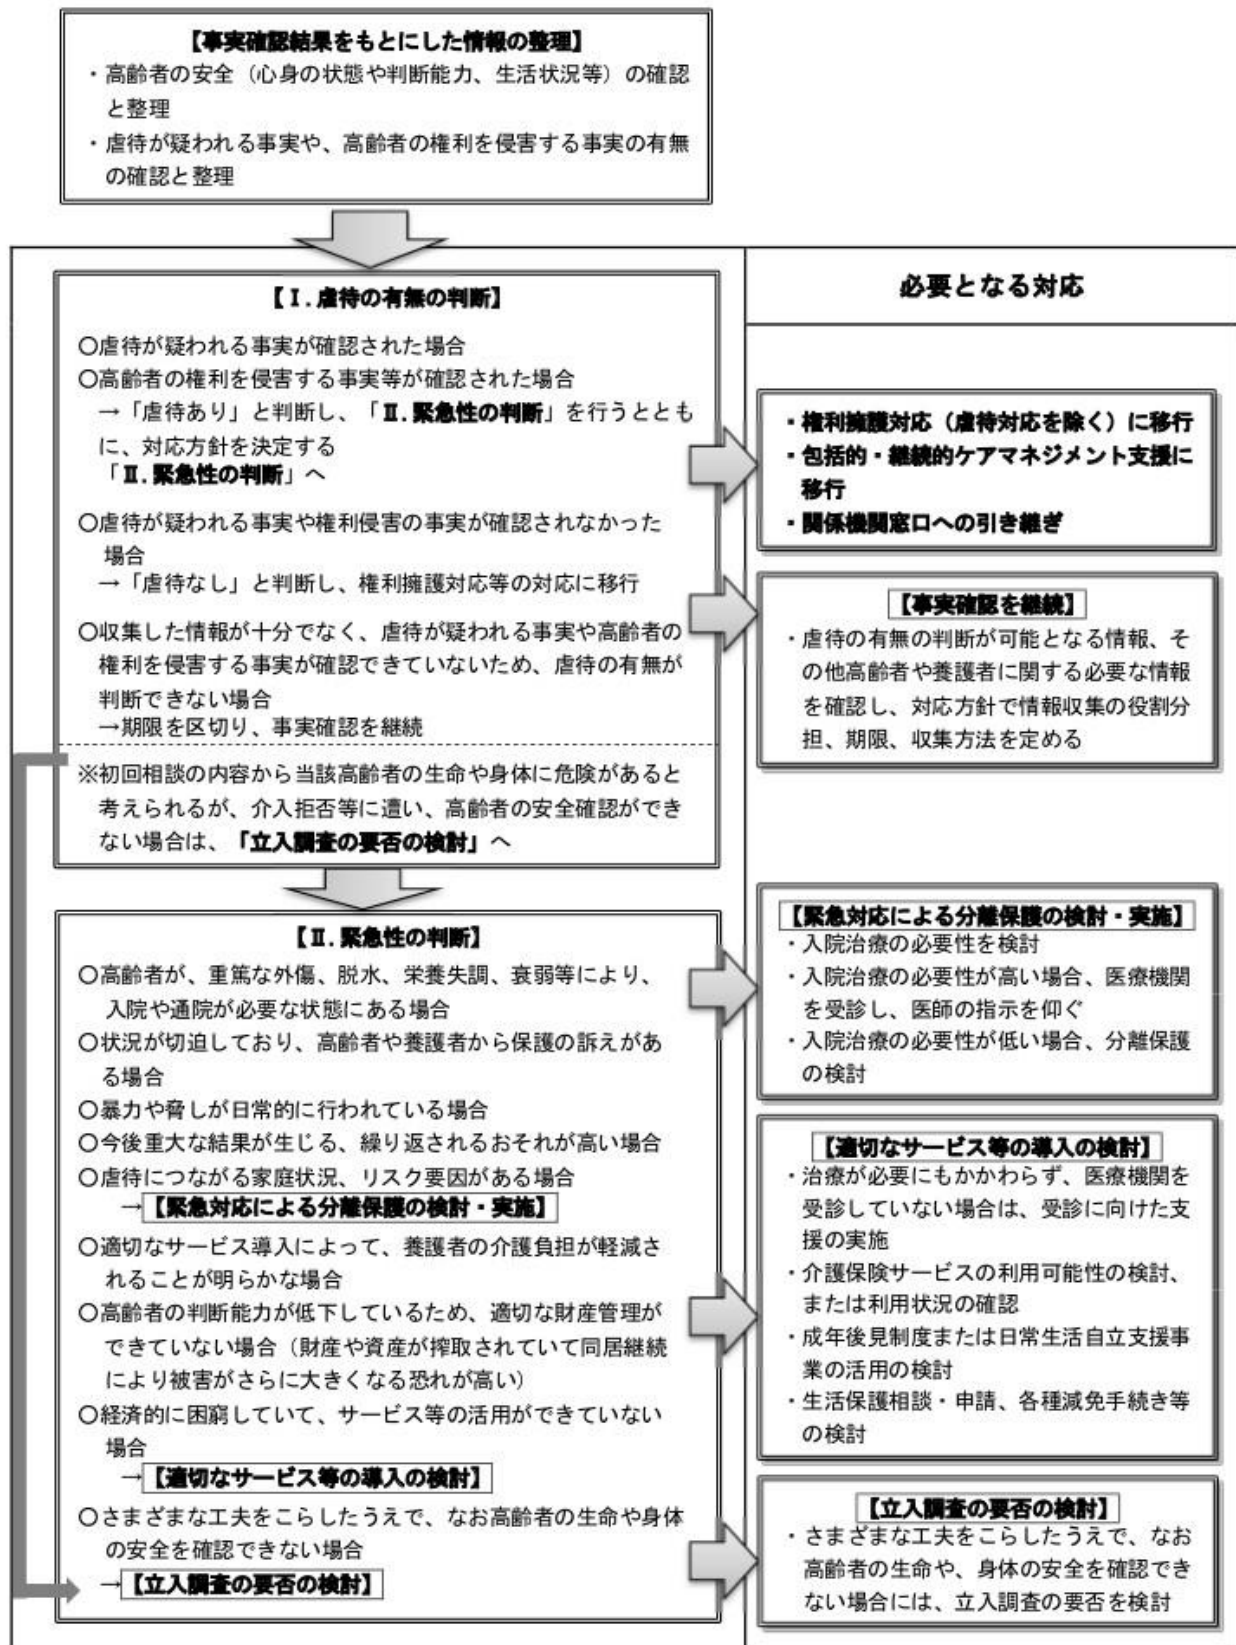 【事実確認結果をもとにした情報の整理】
・高齢者の安全（心身の状態や判断能力、生活状況等）の確認
と整理
・虐待が疑われる事実や、高齢者の権利を侵害する事実の有無
の確認と整理
【Ⅰ.虐待の有無の判断】
○虐待が疑われる事実が確認された場合
○高齢者の権利を侵害する事実等が確認された場合
→「虐待あり」と判断し、「Ⅱ.緊急性の判断」を行うととも
に、対応方針を決定する
「Ⅱ.緊急性の判断」へ
○虐待が疑われる事実や権利侵害の事実が確認されなかった
場合
→「虐待なし」と判断し、権利擁護対応等の対応に移行
○収集した情報が十分でなく、虐待が疑われる事実や高齢者の
権利を侵害する事実が確認できていないため、虐待の有無が
判断できない場合
→期限を区切り、事実確認を継続
※初回相談の内容から当該高齢者の生命や身体に危険があると
考えられるが、介入拒否等に遭い、高齢者の安全確認ができ
ない場合は、「立入調査の要否の検討」へ
必要となる対応
・権利擁護対応（虐待対応を除く）に移行
・包括的・継続的ケアマネジメント支援に
移行
・関係機関窓口への引き継ぎ
【事実確認を継続】
・虐待の有無の判断が可能となる情報、そ
の他高齢者や養護者に関する必要な情報
を確認し、対応方針で情報収集の役割分
担、期限、収集方法を定める
【Ⅱ.緊急性の判断】
○高齢者が、重篤な外傷、脱水、栄養失調、衰弱等により、
入院や通院が必要な状態にある場合
○状況が切迫しており、高齢者や養護者から保護の訴えがあ
る場合
○暴力や脅しが日常的に行われている場合
○今後重大な結果が生じる、繰り返されるおそれが高い場合
○虐待につながる家庭状況、リスク要因がある場合
→【緊急対応による分離保護の検討・実施】
○適切なサービス導入によって、養護者の介護負担が軽減さ
れることが明らかな場合
○高齢者の判断能力が低下しているため、適切な財産管理が
できていない場合（財産や資産が搾取されていて同居継続
により被害がさらに大きくなる恐れが高い）
○経済的に困窮していて、サービス等の活用ができていない
場合
→【適切なサービス等の導入の検討】
○さまざまな工夫をこらしたうえで、なお高齢者の生命や身体
の安全を確認できない場合
→【立入調査の要否の検討】
【緊急対応による分離保護の検討・実施】
・入院治療の必要性を検討
・入院治療の必要性が高い場合、医療機関
を受診し、医師の指示を仰ぐ
・入院治療の必要性が低い場合、分離保護
の検討
【適切なサービス等の導入の検討】
・治療が必要にもかかわらず、医療機関を
受診していない場合は、受診に向けた支
援の実施
・介護保険サービスの利用可能性の検討、
または利用状況の確認
・成年後見制度または日常生活自立支援事
業の活用の検討
・生活保護相談・申請、各種減免手続き等
の検討
【立入調査の要否の検討】
・さまざまな工夫をこらしたうえで、なお
高齢者の生命や、身体の安全を確認でき
ない場合には、立入調査の要否を検討